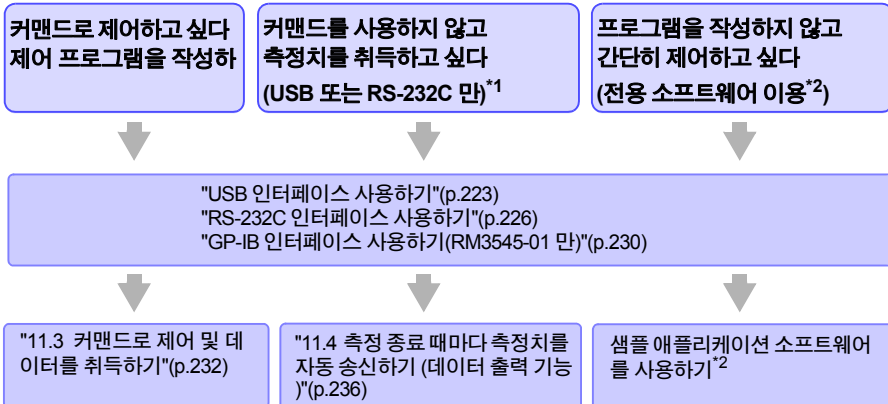 커맨드로 제어하고 싶다
제어 프로그램을 작성하
커맨드를 사용하지 않고
측정치를 취득하고 싶다
(USB 또는 RS-232C 만)*1
프로그램을 작성하지 않고
간단히 제어하고 싶다
(전용 소프트웨어 이용*2)
"USB 인터페이스 사용하기"(p.223)
"RS-232C 인터페이스 사용하기"(p.226)
"GP-IB 인터페이스 사용하기(RM3545-01 만)"(p.230)
"11.3 커맨드로 제어 및 데
이터를 취득하기"(p.232)
"11.4 측정 종료 때마다 측정치를
자동 송신하기 (데이터 출력 기능
)"(p.236)
샘플 애플리케이션 소프트웨어
를 사용하기*2